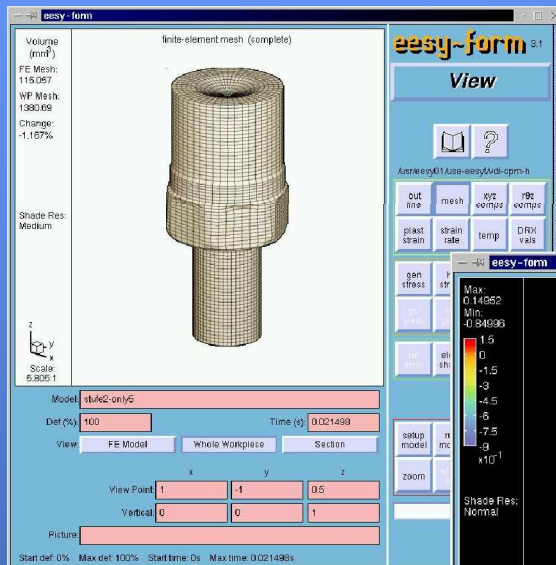 eesy-form
Volume
(mm³)
FE Mesh:
115.057
WP Mesh:
1380.69
Change:
-1.167%
Shade Res:
Medium
z
y
x
Scale:
5.805:1
finite-element mesh (complete)
Model: stufe2-only5
Def (%): 100 Time (s): 0.021498
View: FE Model Whole Workpiece Section
x y z
View Point: 1 -1 0.5
Vertical: 0 0 1
Picture:
Start def: 0% Max def: 100% Start time: 0s Max time: 0.021498s
eesy-form 3.1
View
?
/usr/eesy01/use-eesyf/vdi-cpm-h
out line mesh xyz comps rθz comps
plast strain strain rate temp DRX vals
gen stress
setup model
zoom
eesy-form
Max:
0.14952
Min:
-0.84996
1.5
0
-1.5
-3
-4.5
-6
-7.5
-9
x10⁻¹
Shade Res:
Normal